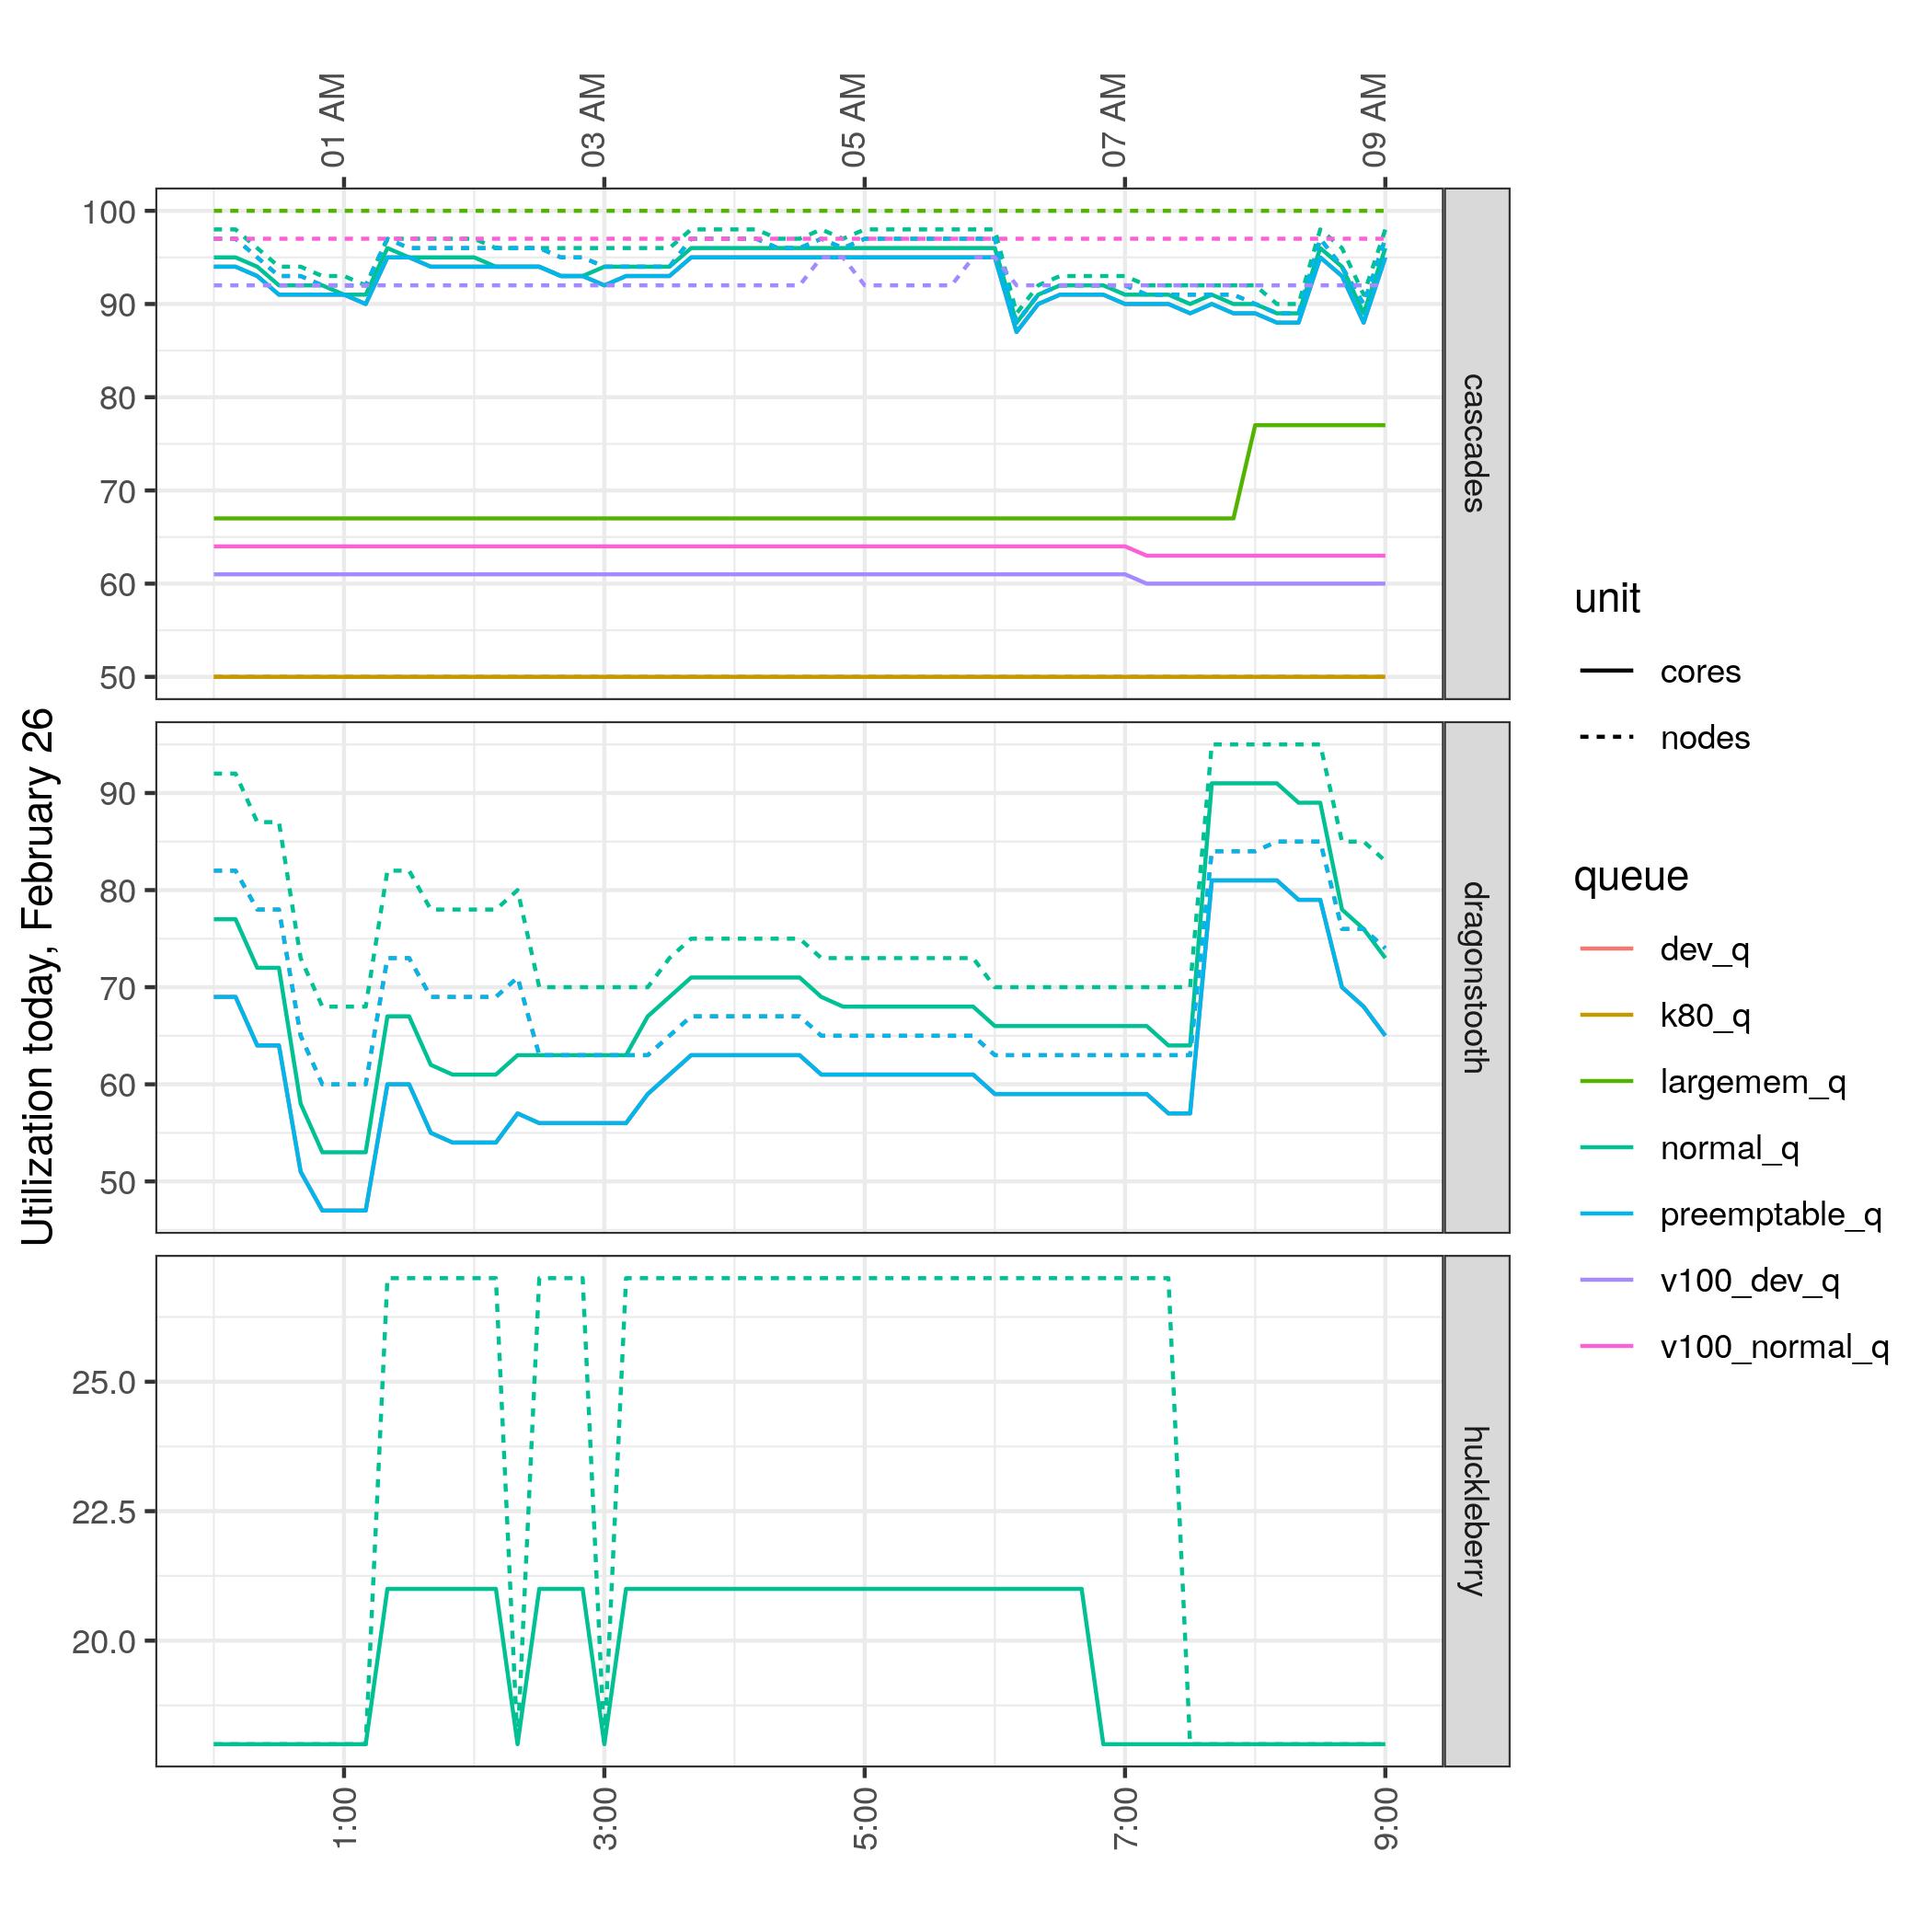 01 AM
03 AM
05 AM
07 AM
09 AM
Utilization today, February 26
100
90
80
70
60
50
cascades
90
80
70
60
50
dragonstooth
25.0
22.5
20.0
huckleberry
1:00
3:00
5:00
7:00
9:00
unit
cores
nodes
queue
dev_q
k80_q
largemem_q
normal_q
preemptable_q
v100_dev_q
v100_normal_q